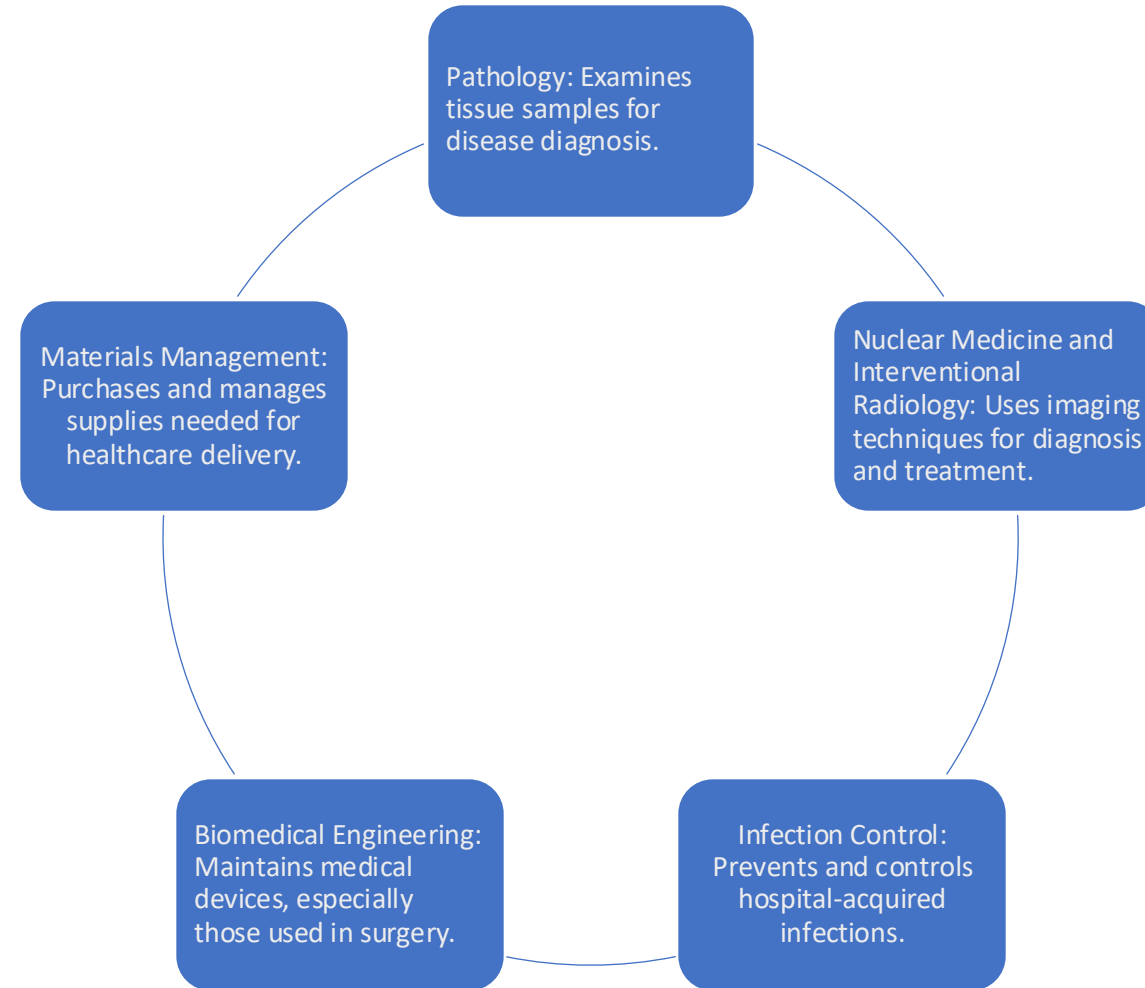 Pathology: Examines
tissue samples for
disease diagnosis.
Nuclear Medicine and
Interventional
Radiology: Uses imaging
techniques for diagnosis
and treatment.
Infection Control:
Prevents and controls
hospital-acquired
infections.
Biomedical Engineering:
Maintains medical
devices, especially
those used in surgery.
Materials Management:
Purchases and manages
supplies needed for
healthcare delivery.